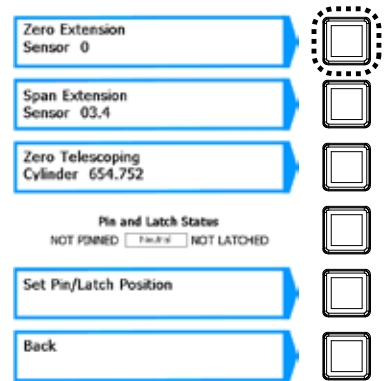 Zero Extension
Sensor 0
Span Extension
Sensor 03.4
Zero Telescoping
Cylinder 654.752
Pin and Latch Status
NOT PINNED Neutral NOT LATCHED
Set Pin/Latch Position
Back